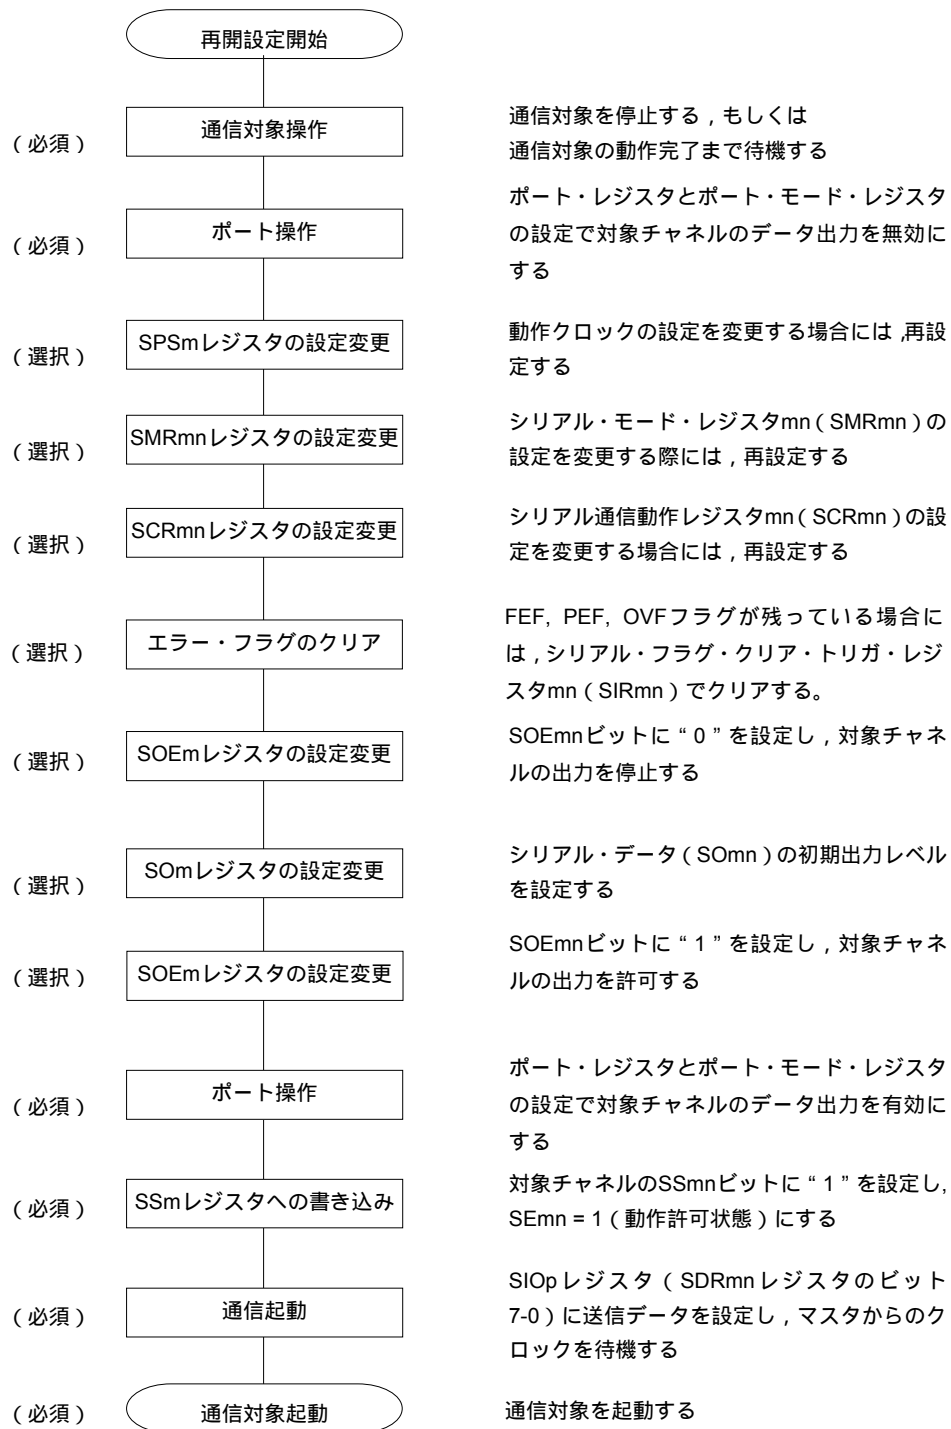 再開設定開始
（必須）
通信対象操作
通信対象を停止する，もしくは
通信対象の動作完了まで待機する
（必須）
ポート操作
ポート・レジスタとポート・モード・レジスタ
の設定で対象チャネルのデータ出力を無効に
する
（選択）
SPSmレジスタの設定変更
動作クロックの設定を変更する場合には,再設
定する
（選択）
SMRmnレジスタの設定変更
シリアル・モード・レジスタmn（SMRmn）の
設定を変更する際には，再設定する
（選択）
SCRmnレジスタの設定変更
シリアル通信動作レジスタmn（SCRmn）の設
定を変更する場合には，再設定する
（選択）
エラー・フラグのクリア
FEF, PEF, OVFフラグが残っている場合に
は，シリアル・フラグ・クリア・トリガ・レジ
スタmn（SIRmn）でクリアする。
（選択）
SOEmレジスタの設定変更
SOEmnビットに“0”を設定し，対象チャネ
ルの出力を停止する
（選択）
SOmレジスタの設定変更
シリアル・データ（SOmn）の初期出力レベル
を設定する
（選択）
SOEmレジスタの設定変更
SOEmnビットに“1”を設定し，対象チャネ
ルの出力を許可する
（必須）
ポート操作
ポート・レジスタとポート・モード・レジスタ
の設定で対象チャネルのデータ出力を有効に
する
（必須）
SSmレジスタへの書き込み
対象チャネルのSSmnビットに“1”を設定し,
SEmn = 1（動作許可状態）にする
（必須）
通信起動
SIOpレジスタ（SDRmnレジスタのビット
7-0）に送信データを設定し，マスタからのク
ロックを待機する
（必須）
通信対象起動
通信対象を起動する